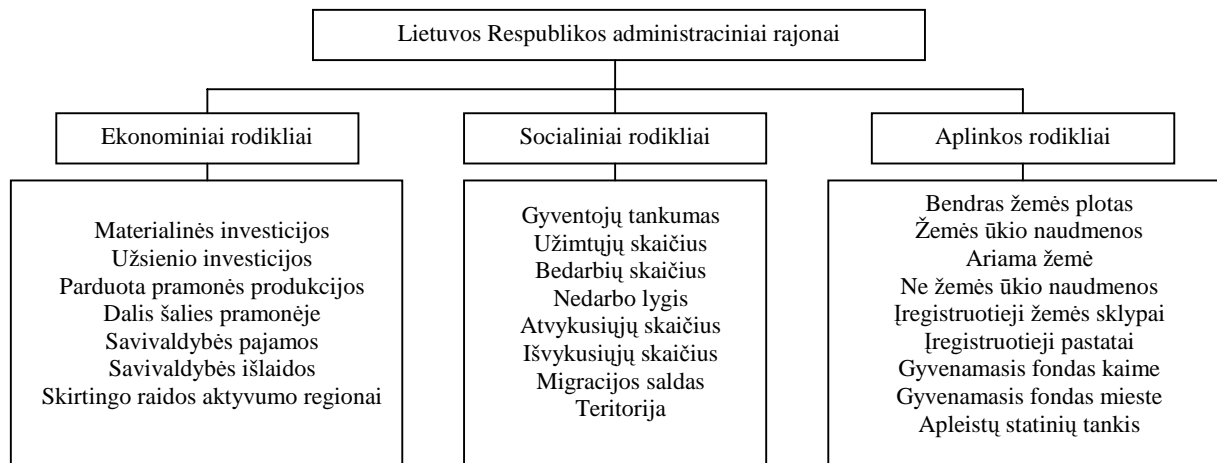 Lietuvos Respublikos administraciniai rajonai
Ekonominiai rodikliai
Socialiniai rodikliai
Aplinkos rodikliai
Materialinės investicijos
Užsienio investicijos
Parduota pramonės produkcijos
Dalis šalies pramonėje
Savivaldybės pajamos
Savivaldybės išlaidos
Skirtingo raidos aktyvumo regionai
Gyventojų tankumas
Užimtųjų skaičius
Bedarbių skaičius
Nedarbo lygis
Atvykusiųjų skaičius
Išvykusiųjų skaičius
Migracijos saldas
Teritorija
Bendras žemės plotas
Žemės ūkio naudmenos
Ariama žemė
Ne žemės ūkio naudmenos
Įregistruotieji žemės sklypai
Įregistruotieji pastatai
Gyvenamasis fondas kaime
Gyvenamasis fondas mieste
Apleistų statinių tankis